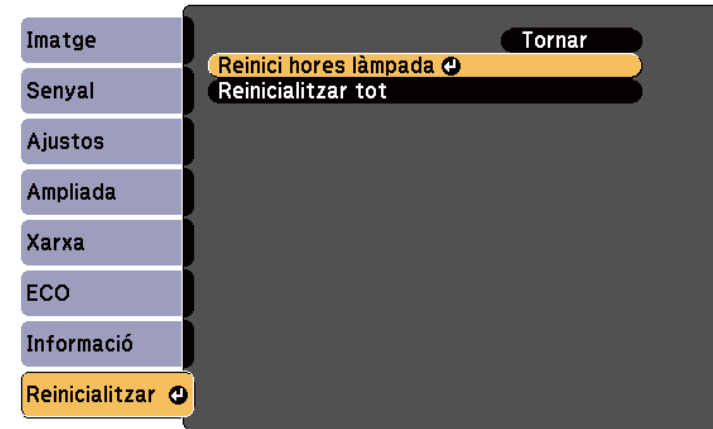 Imatge
Senyal
Ajustos
Ampliada
Xarxa
ECO
Informació
Reinicialitzar
Tornar
Reinici hores làmpada
Reinicialitzar tot